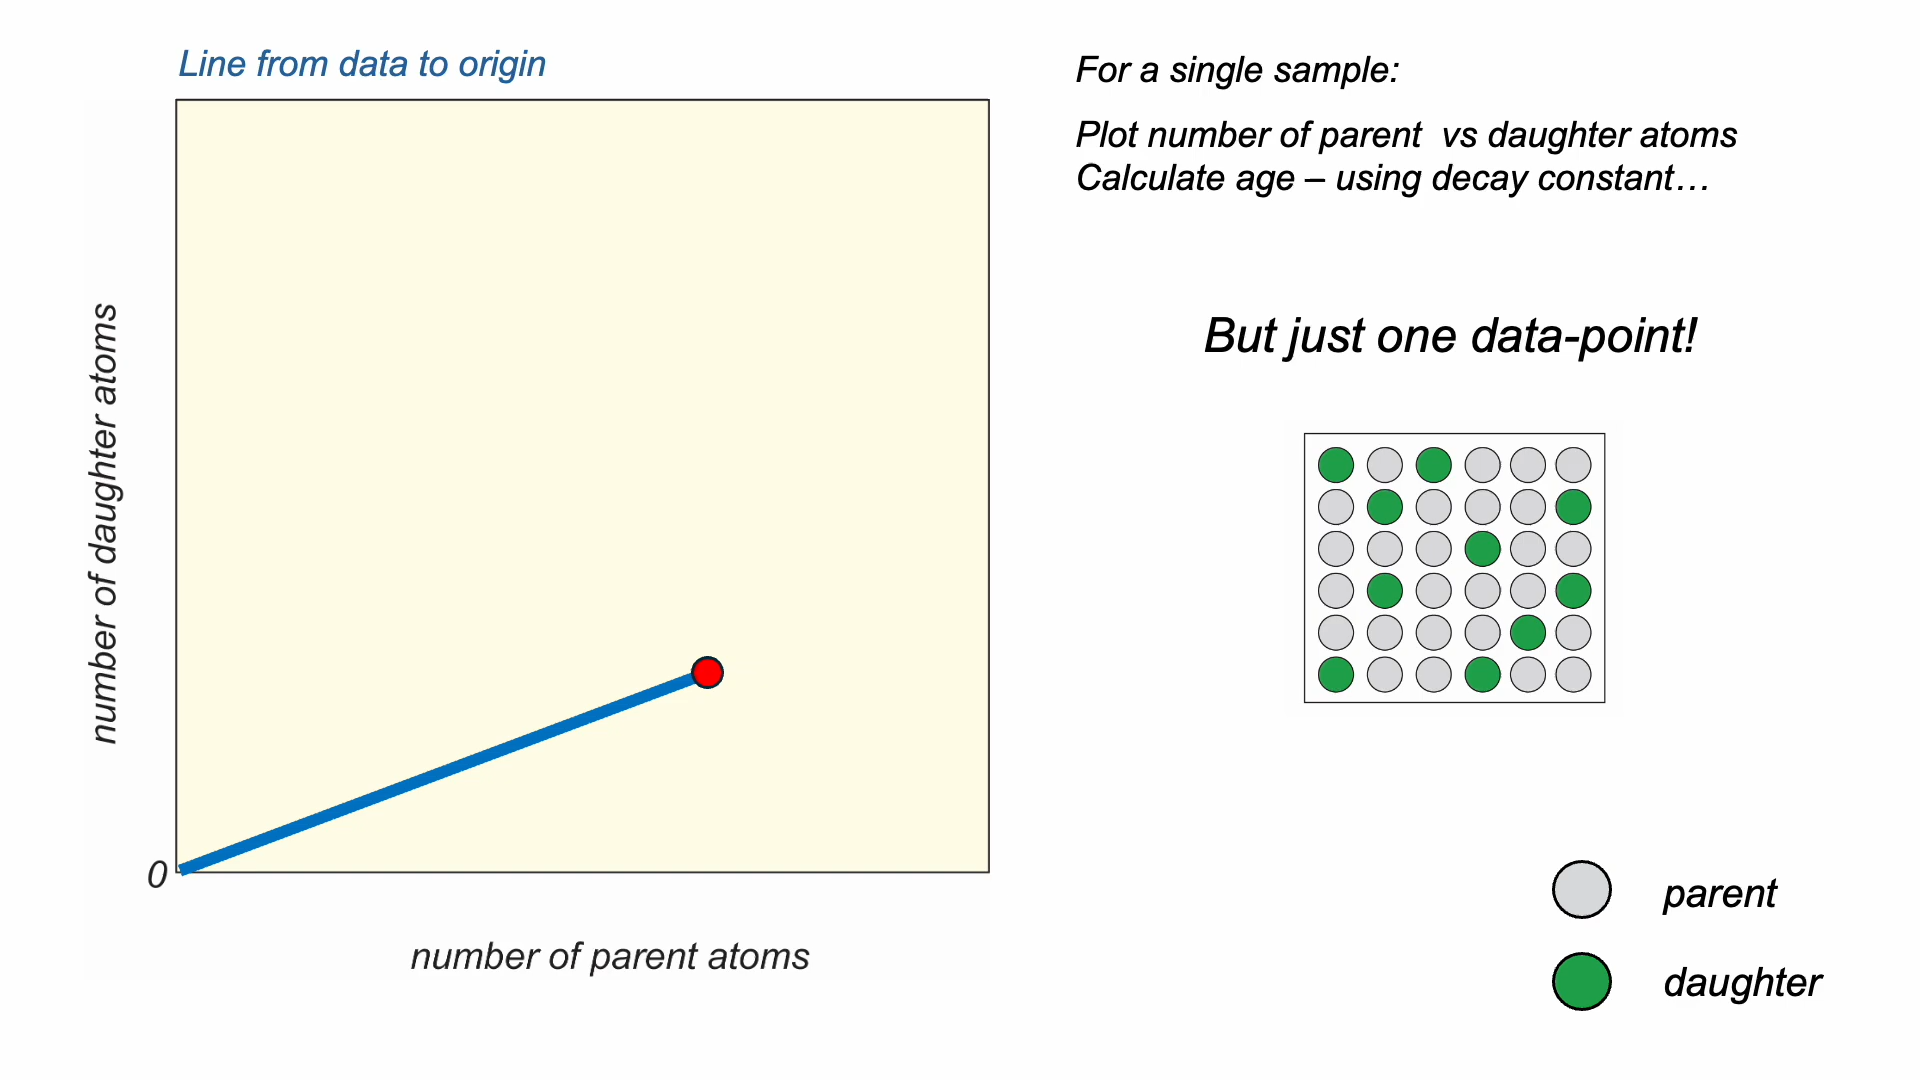 Line from data to origin
number of daughter atoms
0
number of parent atoms
For a single sample:
Plot number of parent  vs daughter atoms
Calculate age – using decay constant…
But just one data-point!
parent
daughter